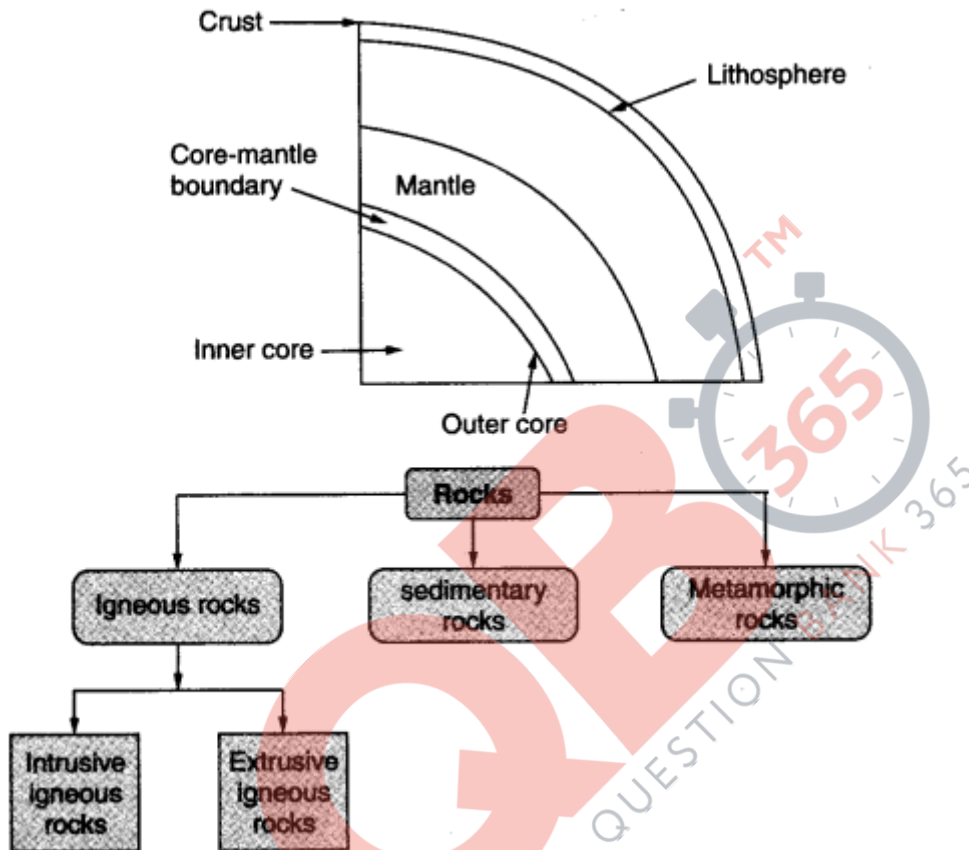 Crust
Lithosphere
Core-mantle
boundary
Mantle
Inner core
Outer core
TM
365
Rocks
Igneous rocks
sedimentary
rocks
Metamorphic
rocks
Intrusive
igneous
rocks
Extrusive
igneous
rocks
QB
QUESTION BANK 365